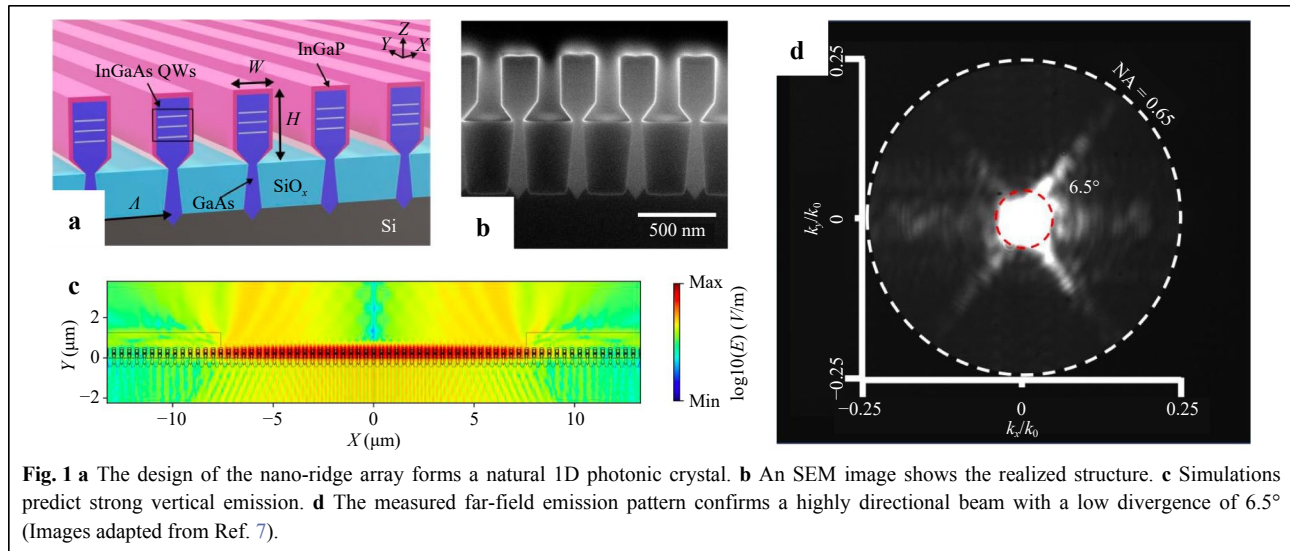 InGaAs QWs
InGaP
Z
Y
X
W
H
Λ
GaAs
SiOₓ
Si
a
b
500 nm
c
Max
Min
log10(E) (V/m)
Y (μm)
2
0
−2
−10
−5
0
5
10
X (μm)
d
0.25
0
−0.25
k_y/k_0
NA = 0.65
6.5°
−0.25
0
0.25
k_x/k_0
Fig. 1 a The design of the nano-ridge array forms a natural 1D photonic crystal. b An SEM image shows the realized structure. c Simulations
predict strong vertical emission. d The measured far-field emission pattern confirms a highly directional beam with a low divergence of 6.5°
(Images adapted from Ref. 7).